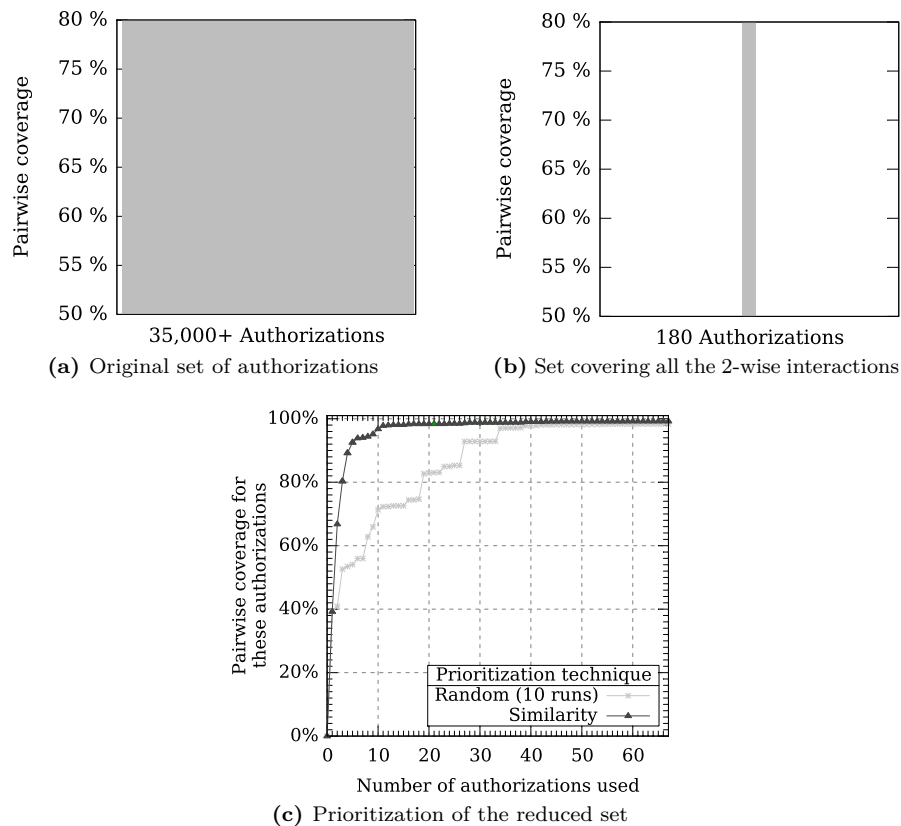 Pairwise coverage
80 %
75 %
70 %
65 %
60 %
55 %
50 %
35,000+ Authorizations
(a) Original set of authorizations
Pairwise coverage
80 %
75 %
70 %
65 %
60 %
55 %
50 %
180 Authorizations
(b) Set covering all the 2-wise interactions
Pairwise coverage for
these authorizations
100%
80%
60%
40%
20%
0%
Prioritization technique
Random (10 runs)
Similarity
0 10 20 30 40 50 60
Number of authorizations used
(c) Prioritization of the reduced set